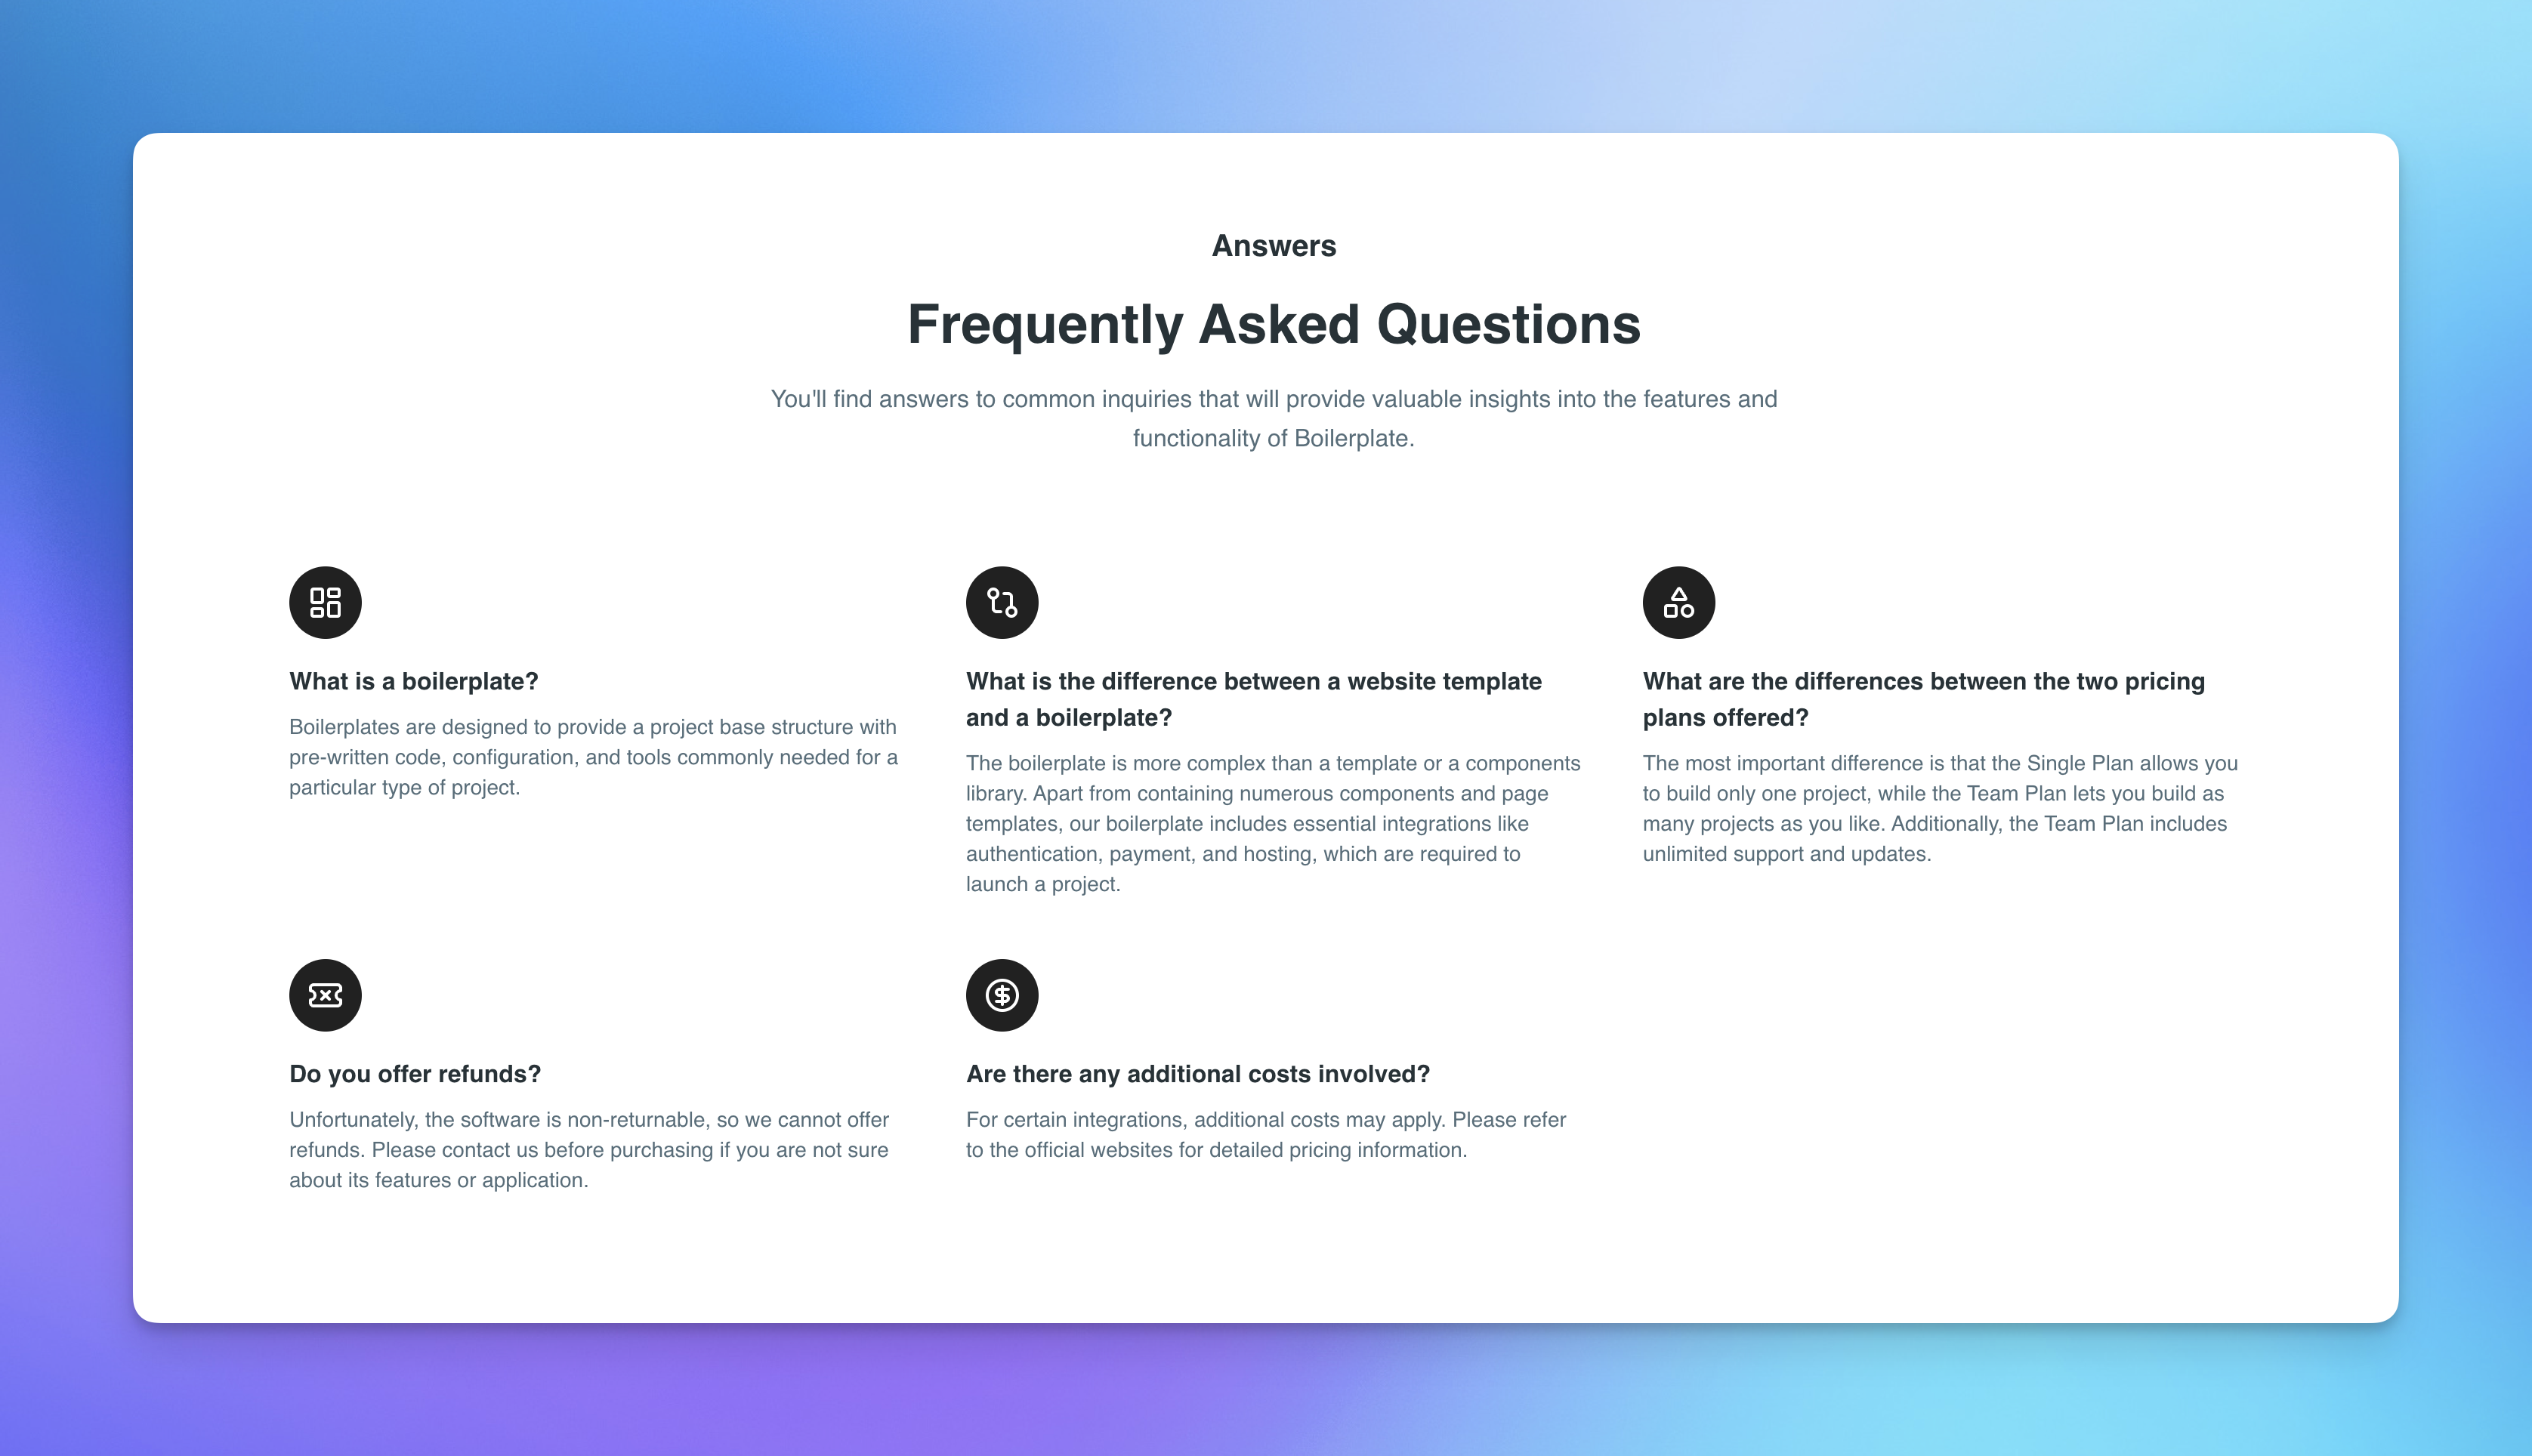 Answers
Frequently Asked Questions
You'll find answers to common inquiries that will provide valuable insights into the features and
functionality of Boilerplate.
What is a boilerplate?
Boilerplates are designed to provide a project base structure with
pre-written code, configuration, and tools commonly needed for a
particular type of project.
What is the difference between a website template
and a boilerplate?
The boilerplate is more complex than a template or a components
library. Apart from containing numerous components and page
templates, our boilerplate includes essential integrations like
authentication, payment, and hosting, which are required to
launch a project.
What are the differences between the two pricing
plans offered?
The most important difference is that the Single Plan allows you
to build only one project, while the Team Plan lets you build as
many projects as you like. Additionally, the Team Plan includes
unlimited support and updates.
Do you offer refunds?
Unfortunately, the software is non-returnable, so we cannot offer
refunds. Please contact us before purchasing if you are not sure
about its features or application.
Are there any additional costs involved?
For certain integrations, additional costs may apply. Please refer
to the official websites for detailed pricing information.